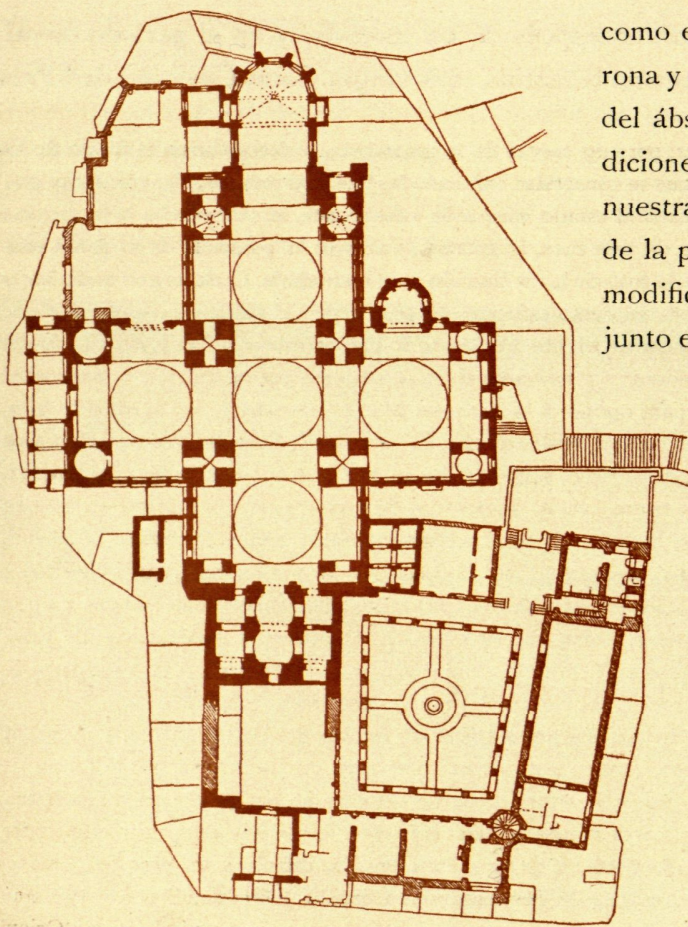 como e
rona y
del ábs
dicione
nuestra
de la p
modific
junto e